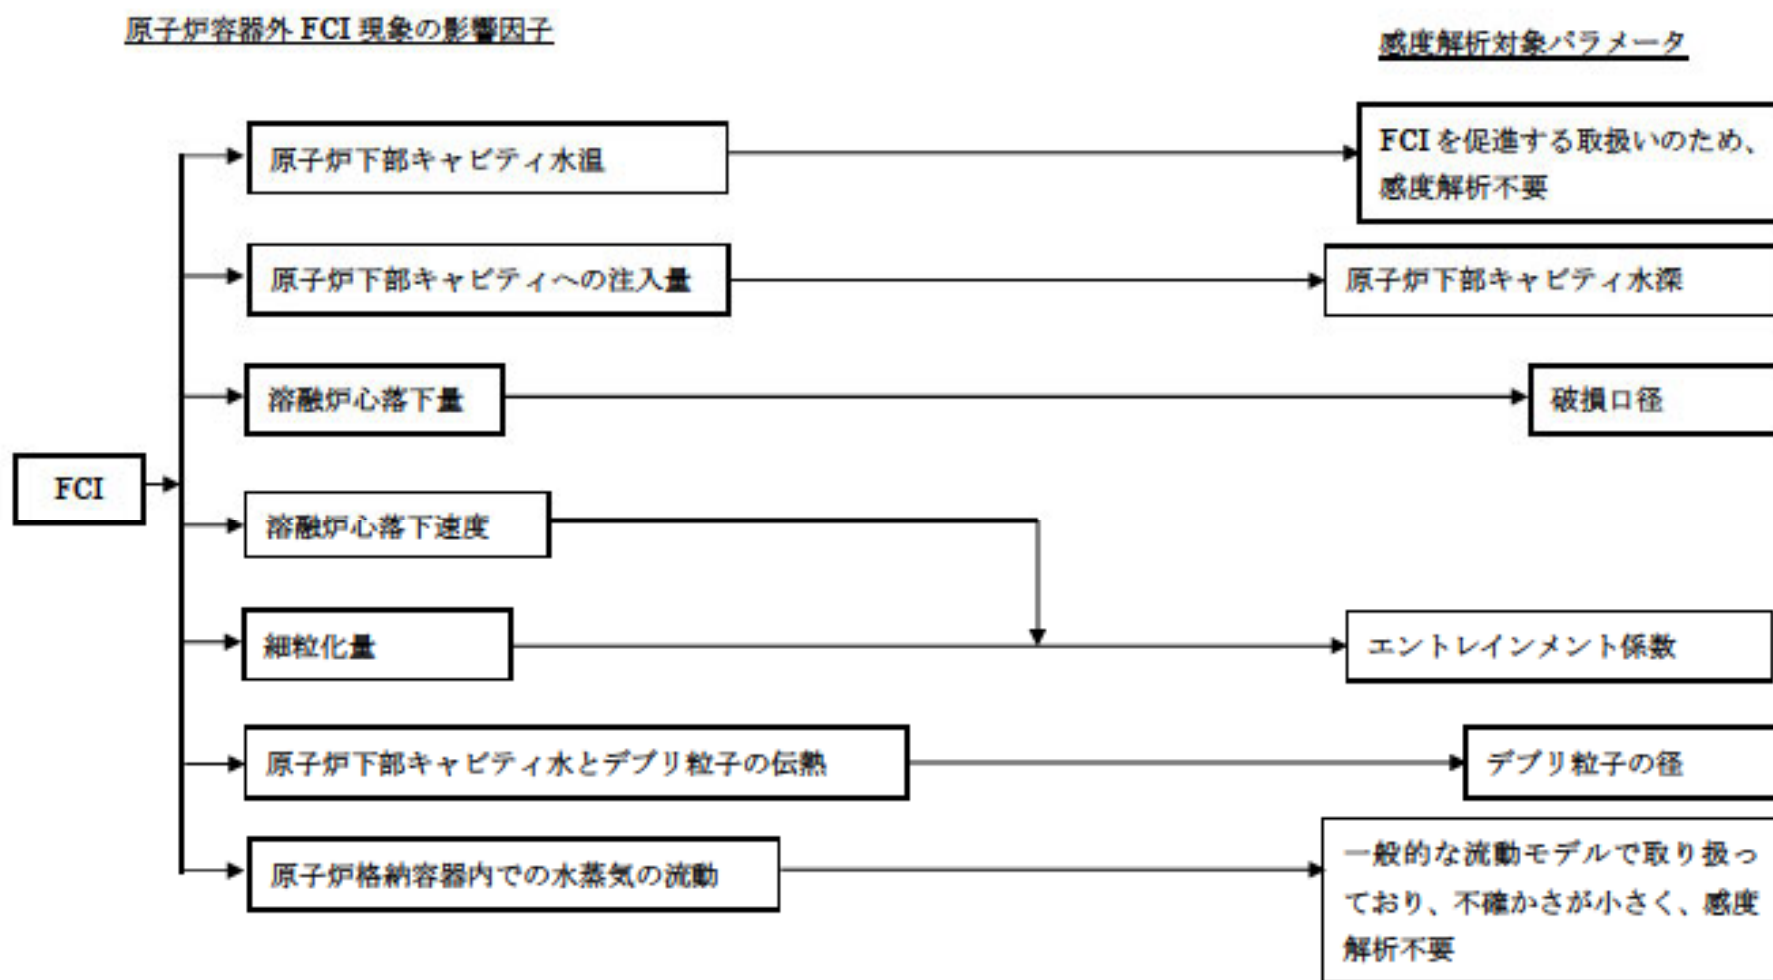 原子炉容器外 FCI 現象の影響因子
感度解析対象パラメータ
原子炉下部キャビティ水温
FCI を促進する取扱いのため、
感度解析不要
原子炉下部キャビティへの注入量
原子炉下部キャビティ水深
溶融炉心落下量
破損口径
FCI
溶融炉心落下速度
細粒化量
エントレインメント係数
原子炉下部キャビティ水とデブリ粒子の伝熱
デブリ粒子の径
原子炉格納容器内での水蒸気の流動
一般的な流動モデルで取り扱っ
ており、不確かさが小さく、感度
解析不要